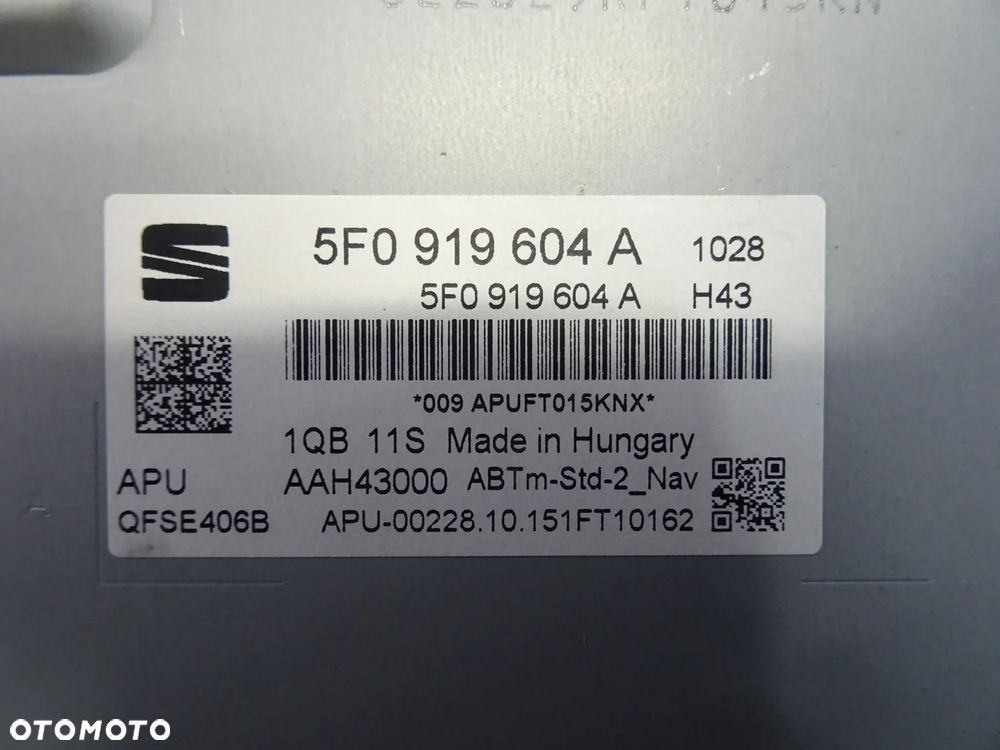 5F0 919 604 A 1028
5F0 919 604 A H43
*009 APUFT015KNX*
1QB 11S Made in Hungary
APU AAH43000 ABTm-Std-2_Nav
QFSE406B APU-00228.10.151FT10162
OTOMOTO